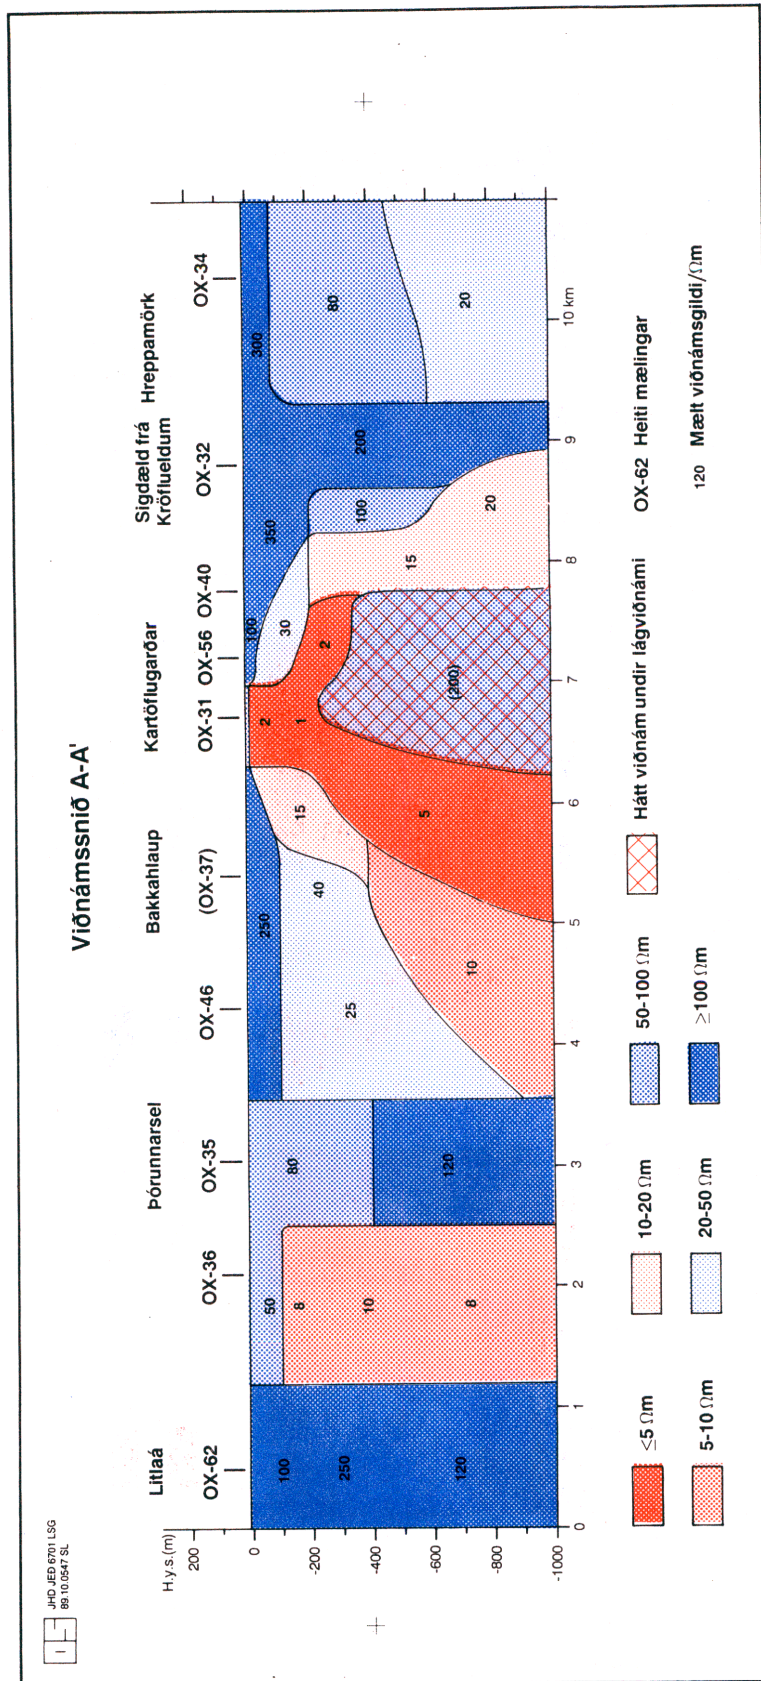 JHD JEÐ 6701 LSG
89.10.0547 SL
Viðnámssnið A-A'
Litlaá
Þórunnarsel
Bakkahlaup
Kartöflugarðar
Sigdæld frá
Kröflueldum
Hreppamörk
OX-62
OX-36
OX-35
OX-46
(OX-37)
OX-31
OX-56
OX-40
OX-32
OX-34
H.y.s.(m)
200
0
-200
-400
-600
-800
-1000
100
250
120
50
8
10
8
80
120
250
25
40
10
15
5
2
1
2
(200)
100
30
350
15
100
20
200
300
80
20
0
1
2
3
4
5
6
7
8
9
10 km
≤5 Ωm
10-20 Ωm
50-100 Ωm
Hátt viðnám undir lágviðnámi
OX-62 Heiti mælingar
5-10 Ωm
20-50 Ωm
≥100 Ωm
120 Mælt viðnámsgildi/Ωm